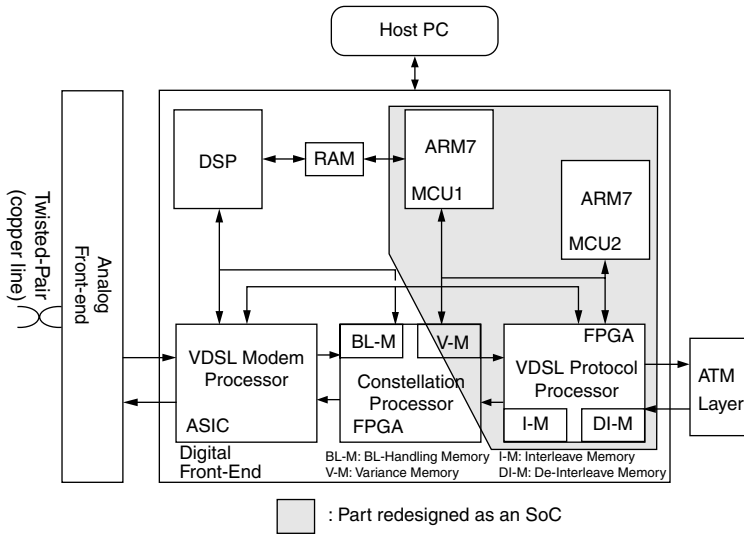 Host PC
DSP
RAM
ARM7
MCU1
ARM7
MCU2
Twisted-Pair
(copper line)
Analog
Front-end
VDSL Modem
Processor
ASIC
BL-M
V-M
Constellation
Processor
FPGA
FPGA
VDSL Protocol
Processor
I-M
DI-M
ATM
Layer
Digital
Front-End
BL-M: BL-Handling Memory
V-M: Variance Memory
I-M: Interleave Memory
DI-M: De-Interleave Memory
: Part redesigned as an SoC